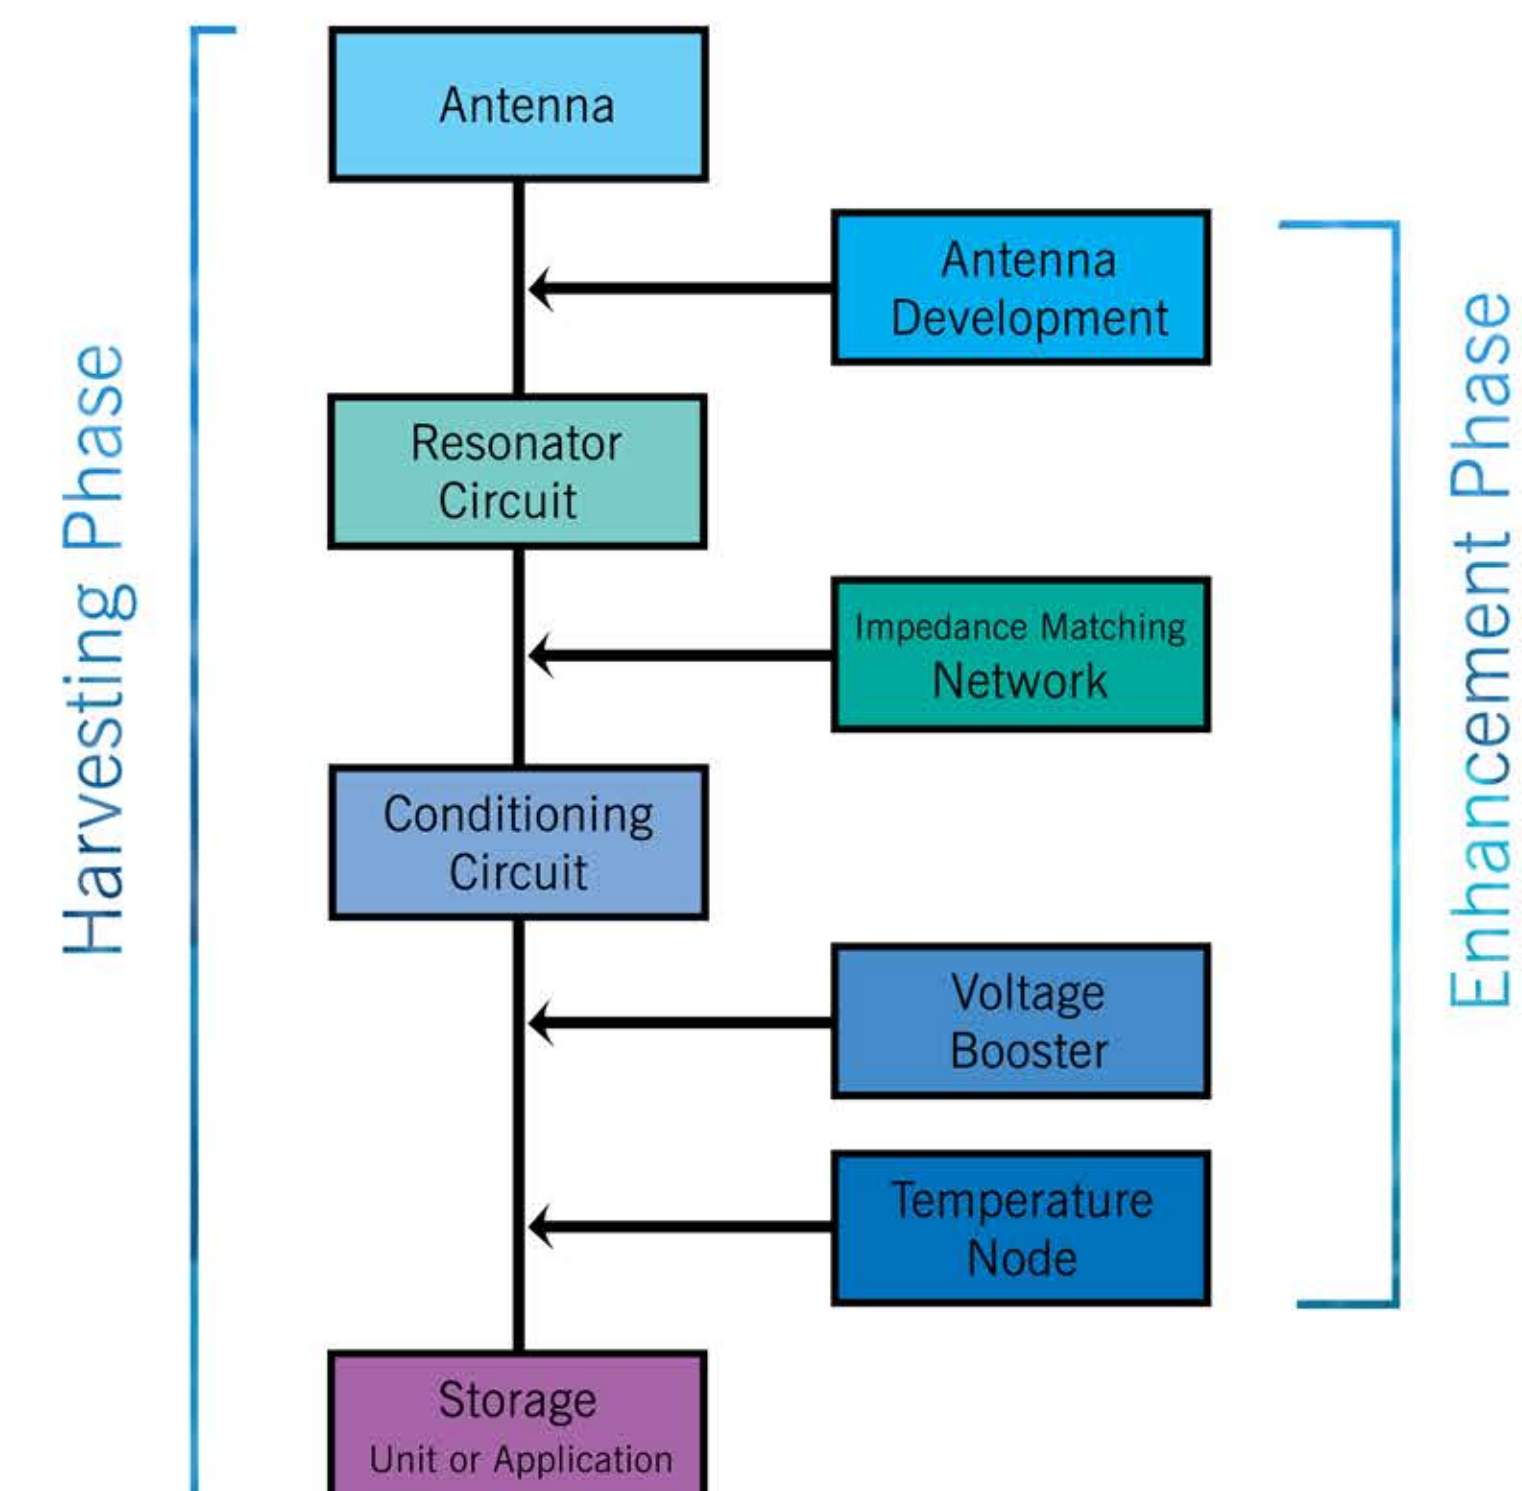 Harvesting Phase
Antenna
Antenna
Development
Resonator
Circuit
Impedance Matching
Network
Conditioning
Circuit
Voltage
Booster
Temperature
Node
Storage
Unit or Application
Enhancement Phase